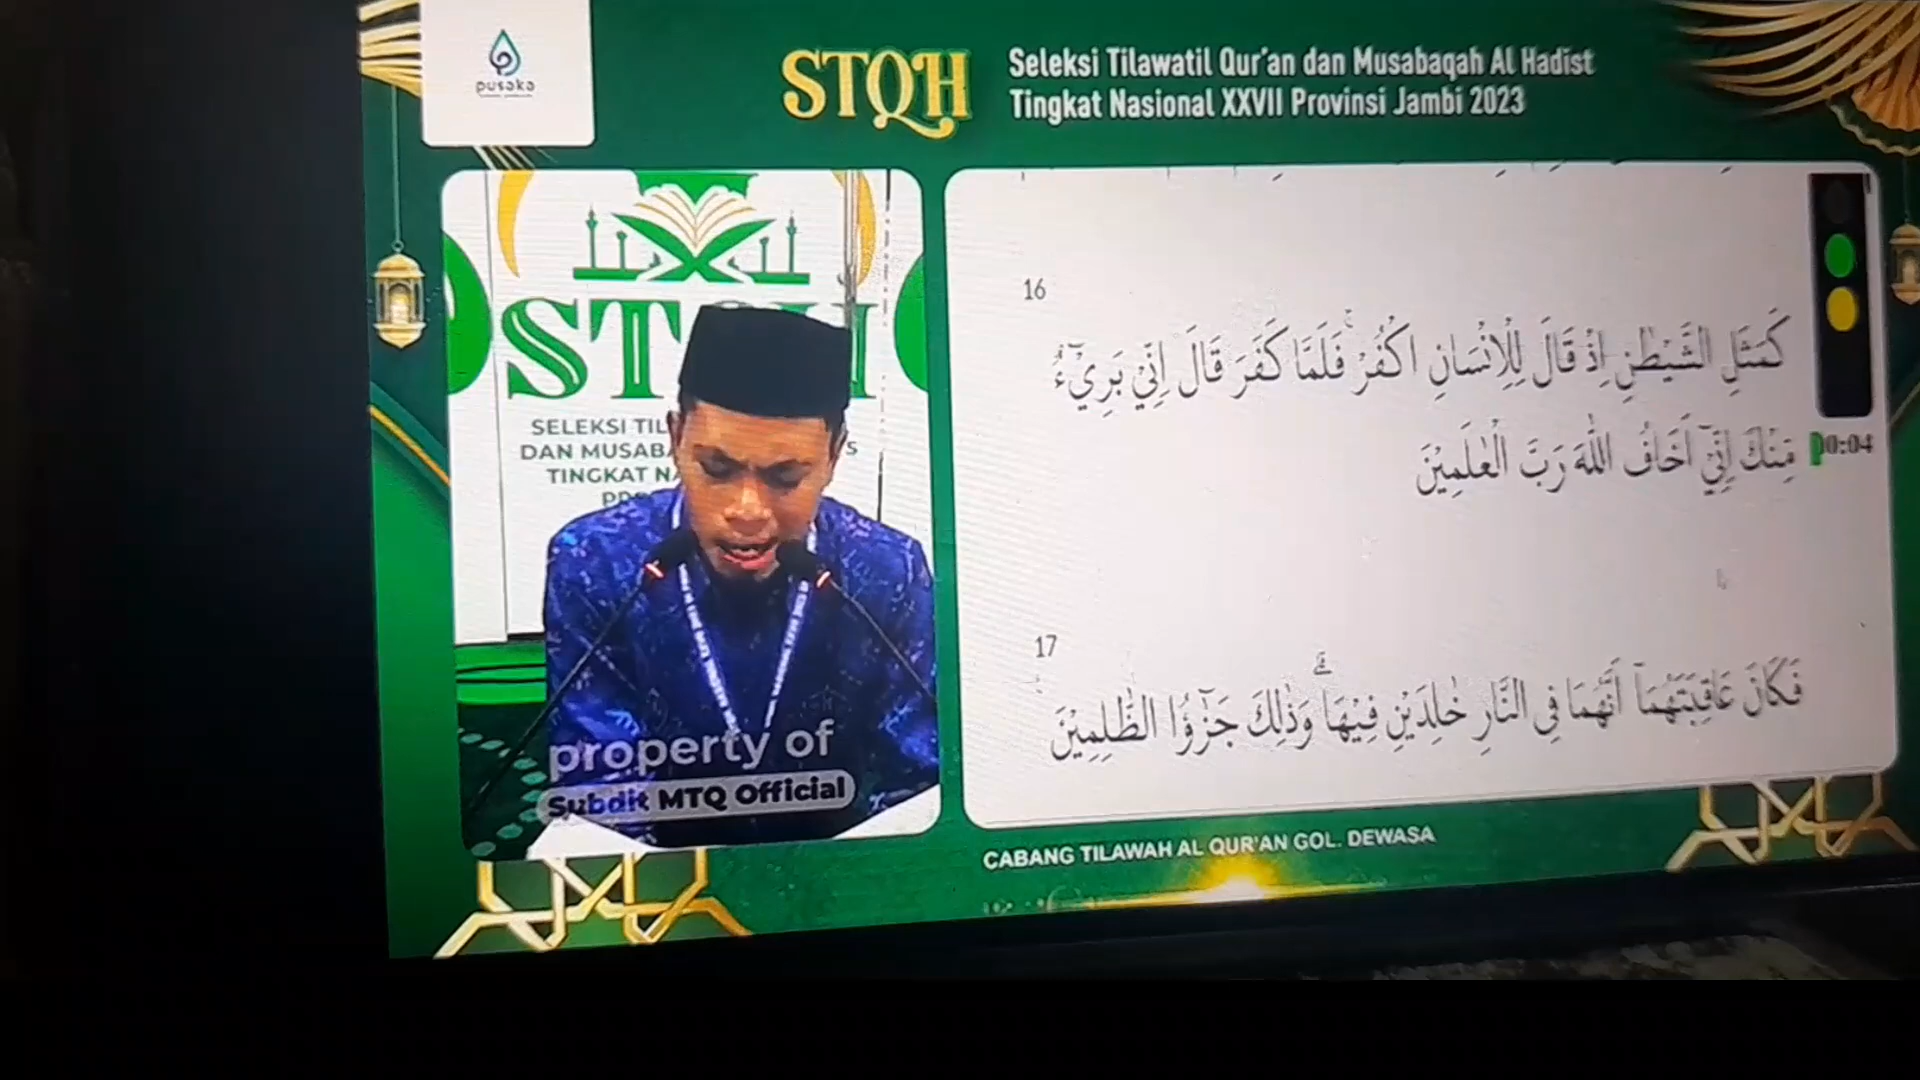 pusaka
STQH
Seleksi Tilawatil Qur'an dan Musabaqah Al Hadist
Tingkat Nasional XXVII Provinsi Jambi 2023
SELEKSI TIL
DAN MUSABA
S
TINGKAT NA
property of
Subdit MTQ Official
16
كَمَثَلِ الشَّيْطٰنِ اِذْ قَالَ لِلْاِنْسَانِ اكْفُرْۚ فَلَمَّا كَفَرَ قَالَ اِنِّيْ بَرِيْۤءٌ
مِّنْكَ اِنِّيْٓ اَخَافُ اللّٰهَ رَبَّ الْعٰلَمِيْنَ
0:04
17
فَكَانَ عَاقِبَتَهُمَآ اَنَّهُمَا فِى النَّارِ خٰلِدَيْنِ فِيْهَاۗ وَذٰلِكَ جَزٰۤؤُا الظّٰلِمِيْنَ
CABANG TILAWAH AL QUR'AN GOL. DEWASA